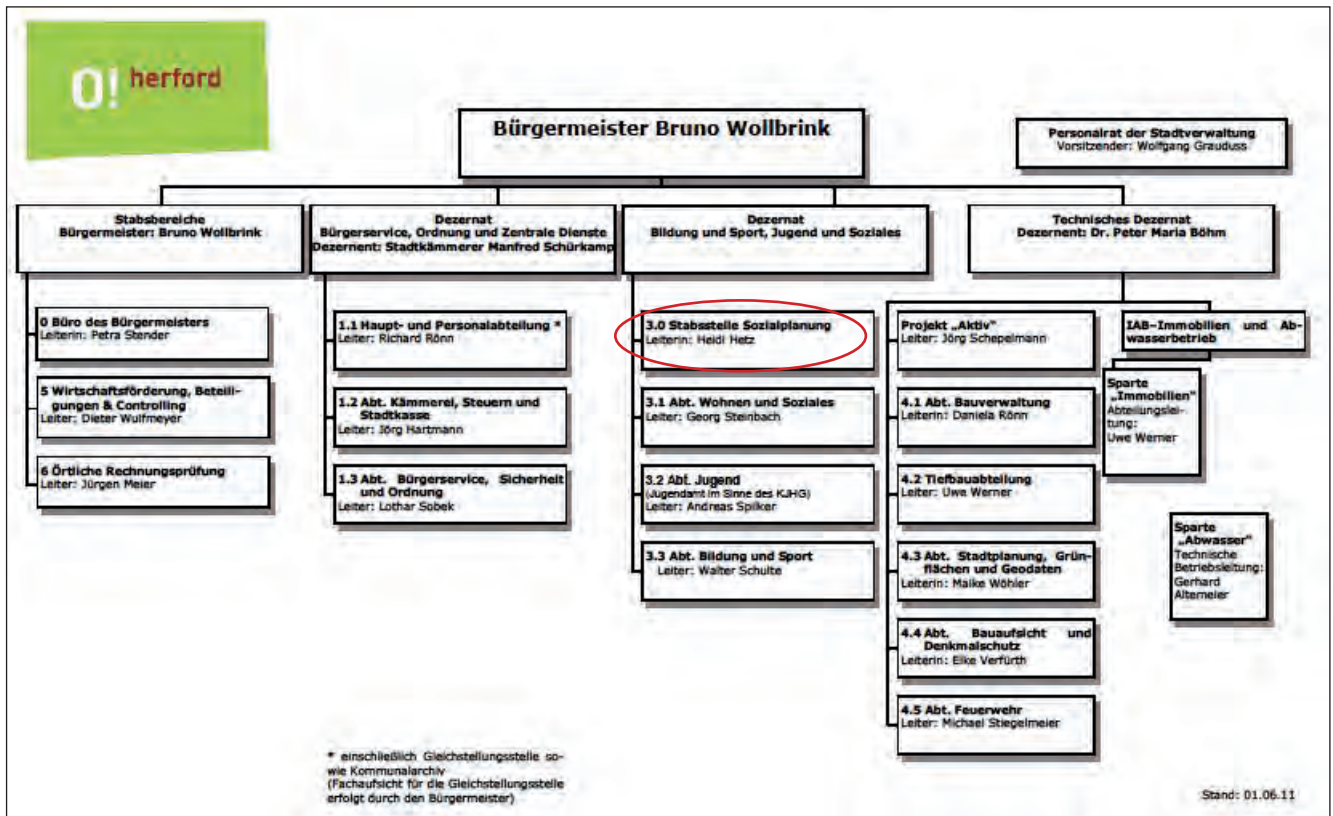 O! herford
Bürgermeister Bruno Wollbrink
Personalrat der Stadtverwaltung
Vorsitzender: Wolfgang Grauduss
Stabsbereiche
Bürgermeister: Bruno Wollbrink
Dezernat
Bürgerservice, Ordnung und Zentrale Dienste
Dezernent: Stadtkämmerer Manfred Schürkamp
Dezernat
Bildung und Sport, Jugend und Soziales
Technisches Dezernat
Dezernent: Dr. Peter Maria Böhm
0 Büro des Bürgermeisters
Leiterin: Petra Stender
5 Wirtschaftsförderung, Beteili-
gungen & Controlling
Leiter: Dieter Wulfmeyer
6 Örtliche Rechnungsprüfung
Leiter: Jürgen Meier
1.1 Haupt- und Personalabteilung *
Leiter: Richard Rönn
1.2 Abt. Kämmerei, Steuern und
Stadtkasse
Leiter: Jörg Hartmann
1.3 Abt. Bürgerservice, Sicherheit
und Ordnung
Leiter: Lothar Sobek
3.0 Stabsstelle Sozialplanung
Leiterin: Heidi Hetz
3.1 Abt. Wohnen und Soziales
Leiter: Georg Steinbach
3.2 Abt. Jugend
(Jugendamt im Sinne des KJHG)
Leiter: Andreas Spilker
3.3 Abt. Bildung und Sport
Leiter: Walter Schulte
Projekt „Aktiv“
Leiter: Jörg Schepelmann
4.1 Abt. Bauverwaltung
Leiterin: Daniela Rönn
4.2 Tiefbauabteilung
Leiter: Uwe Werner
4.3 Abt. Stadtplanung, Grün-
flächen und Geodaten
Leiterin: Maike Wöhler
4.4 Abt. Bauaufsicht und
Denkmalschutz
Leiterin: Elke Verfürth
4.5 Abt. Feuerwehr
Leiter: Michael Stiegelmeier
IAB-Immobilien und Ab-
wasserbetrieb
Sparte
„Immobilien“
Abteilungslei-
tung:
Uwe Werner
Sparte
„Abwasser“
Technische
Betriebsleitung:
Gerhard
Altemeier
* einschließlich Gleichstellungsstelle so-
wie Kommunalarchiv
(Fachaufsicht für die Gleichstellungsstelle
erfolgt durch den Bürgermeister)
Stand: 01.06.11